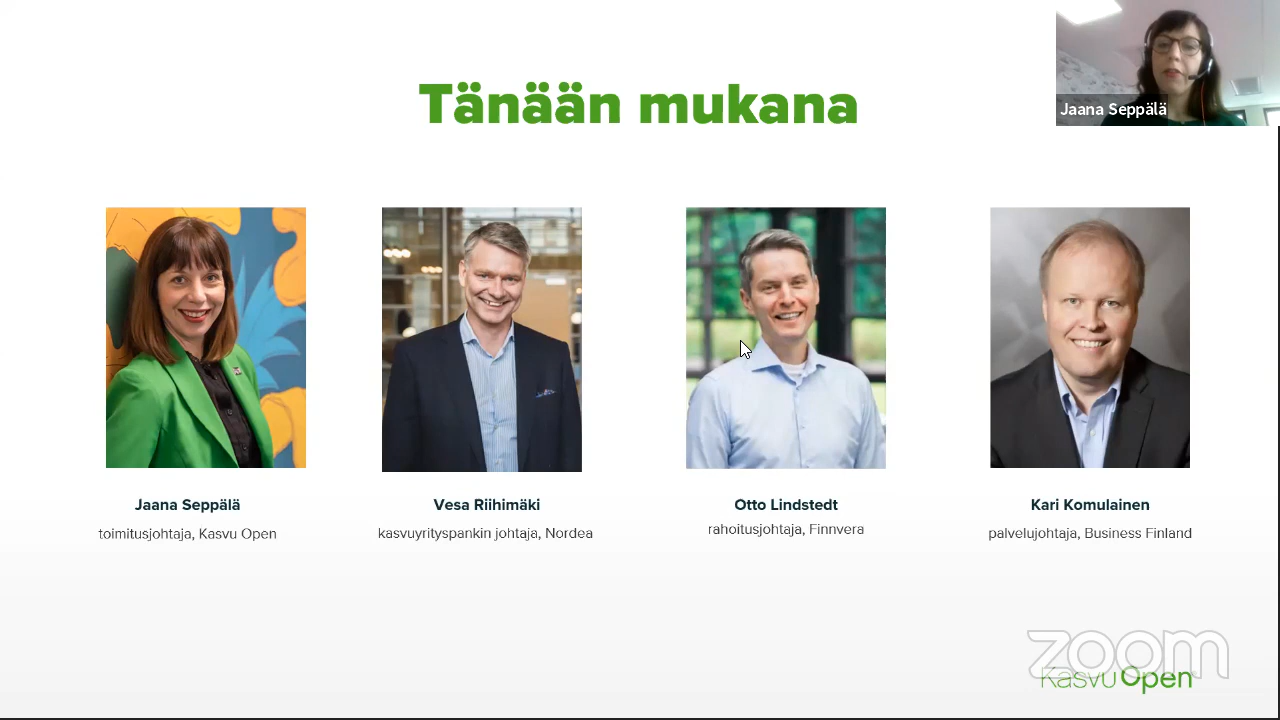 Tänään mukana
Jaana Seppälä
Jaana Seppälä
toimitusjohtaja, Kasvu Open
Vesa Riihimäki
kasvuyrityspankin johtaja, Nordea
Otto Lindstedt
rahoitusjohtaja, Finnvera
Kari Komulainen
palvelujohtaja, Business Finland
zoom
Kasvu Open